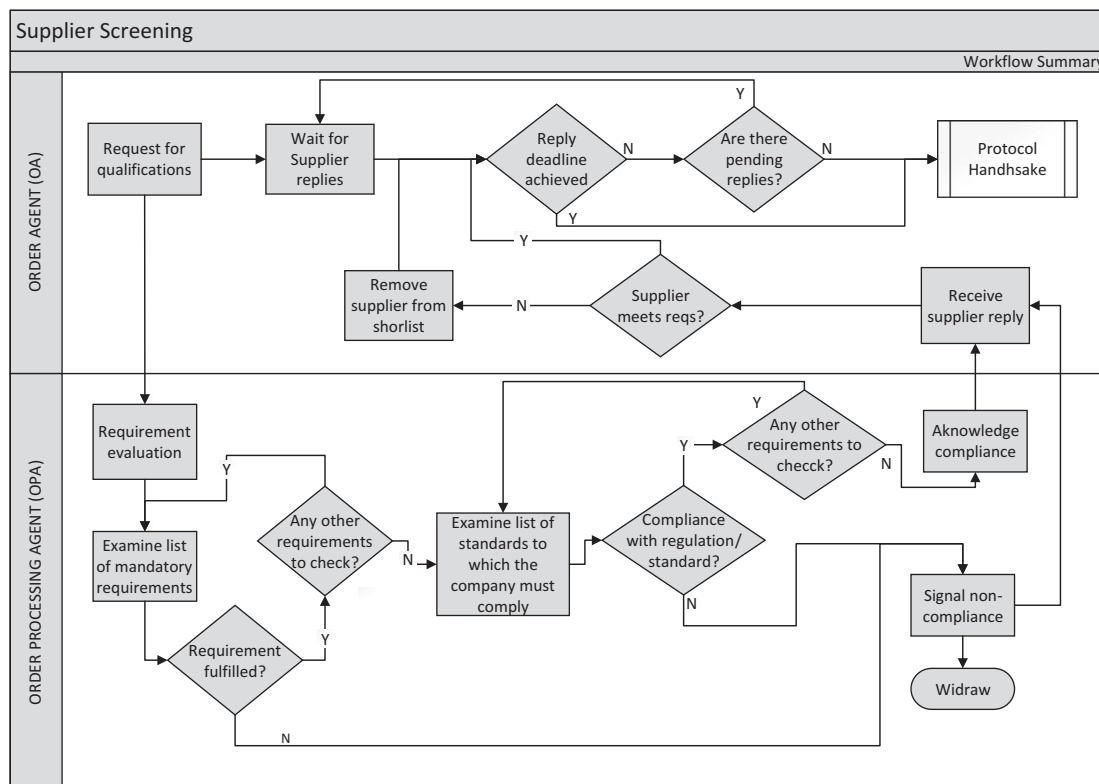 Supplier Screening
Workflow Summary
ORDER AGENT (OA)
Request for
qualifications
Wait for
Supplier
replies
Reply
deadline
achieved
N
Y
Are there
pending
replies?
Y
N
Protocol
Handhsake
Y
Remove
supplier from
shorlist
N
Supplier
meets reqs?
Receive
supplier reply
ORDER PROCESSING AGENT (OPA)
Requirement
evaluation
Y
Examine list
of mandatory
requirements
Any other
requirements
to check?
N
Y
Requirement
fulfilled?
N
Examine list of
standards to
which the
company must
comply
Compliance
with regulation/
standard?
Y
N
Y
Any other
requirements to
checck?
N
Aknowledge
compliance
Signal non-
compliance
Widraw